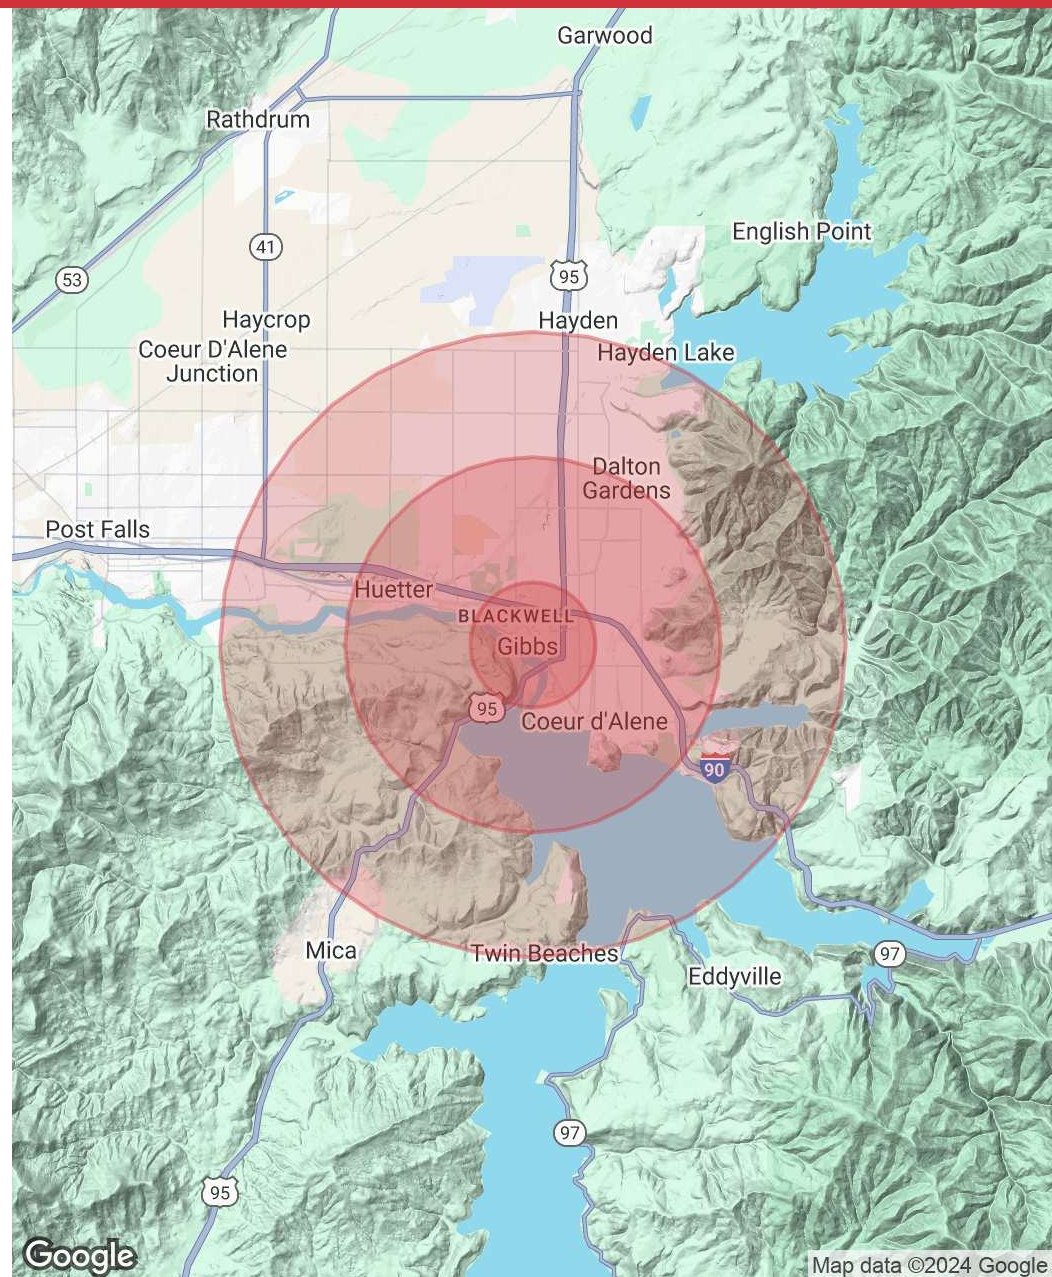 Garwood
Rathdrum
English Point
41
95
53
Haycrop
Hayden
Coeur D'Alene
Junction
Hayden Lake
Dalton
Gardens
Post Falls
Huetter
BLACKWELL
Gibbs
95
Coeur d'Alene
90
Mica
Twin Beaches
97
Eddyville
97
95
Google
Map data ©2024 Google